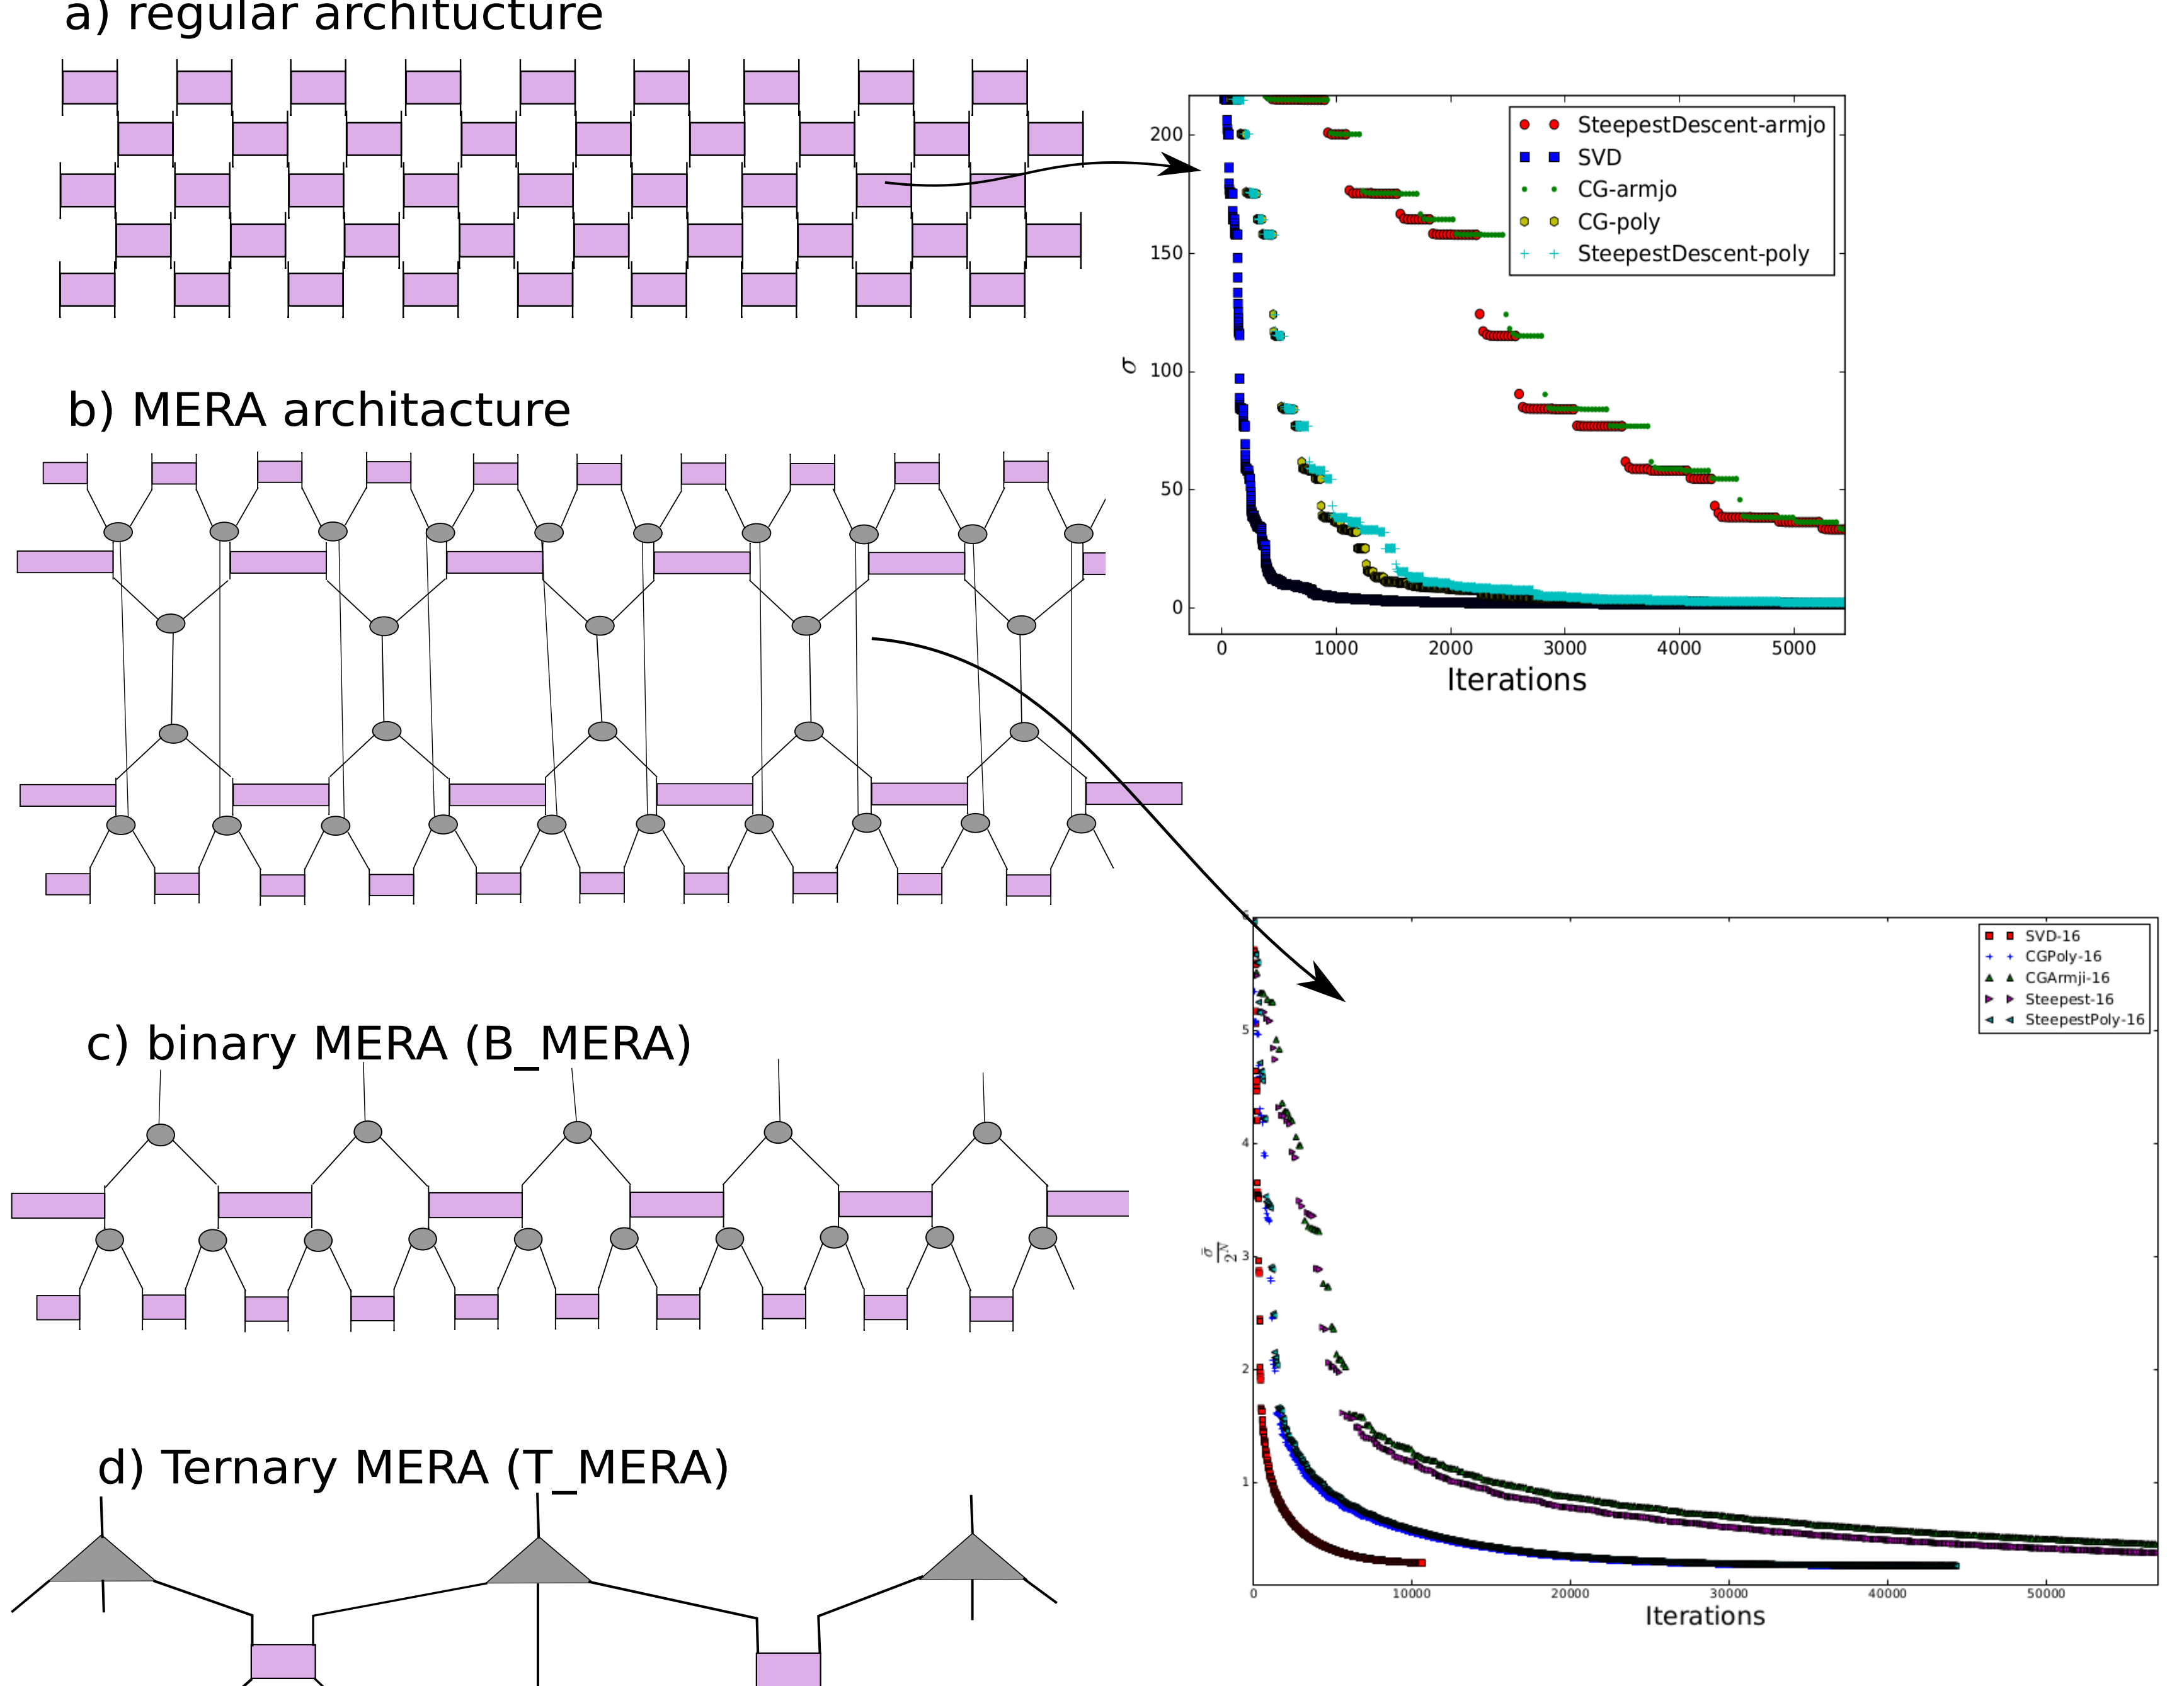 a) regular architucture
200
150
100
50
0
σ
SteepestDescent-armjo
SVD
CG-armjo
CG-poly
SteepestDescent-poly
0 1000 2000 3000 4000 5000
Iterations
b) MERA architacture
5
4
3
2
1
SVD-16
CGPoly-16
CGArmji-16
Steepest-16
SteepestPoly-16
0 10000 20000 30000 40000 50000
Iterations
c) binary MERA (B_MERA)
d) Ternary MERA (T_MERA)